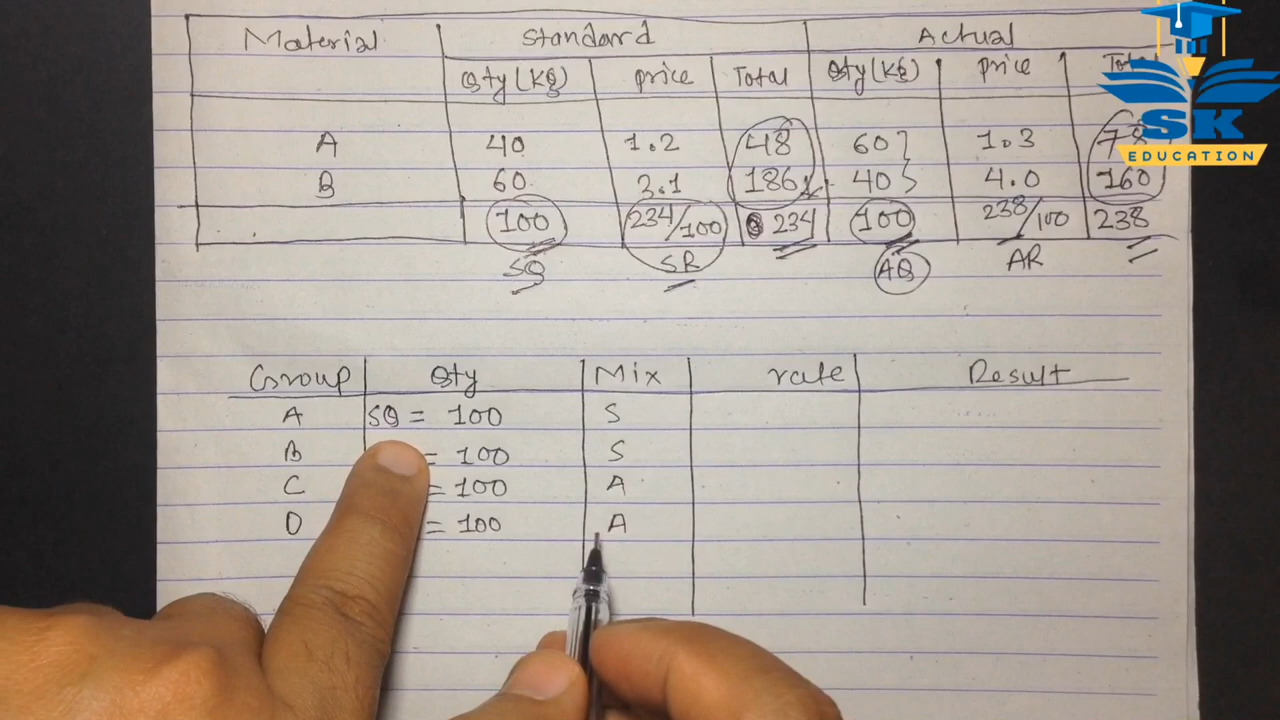 Material Standard Actual
Qty (KG) price Total Qty (KG) price Total
A 40 1.2 48 60 1.3 78
B 60 3.1 186 40 4.0 160
100 234/100 234 100 238/100 238
SQ SR AQ AR
Group Qty Mix rate Result
A SQ = 100 S
B = 100 S
C = 100 A
D = 100 A
SK
EDUCATION